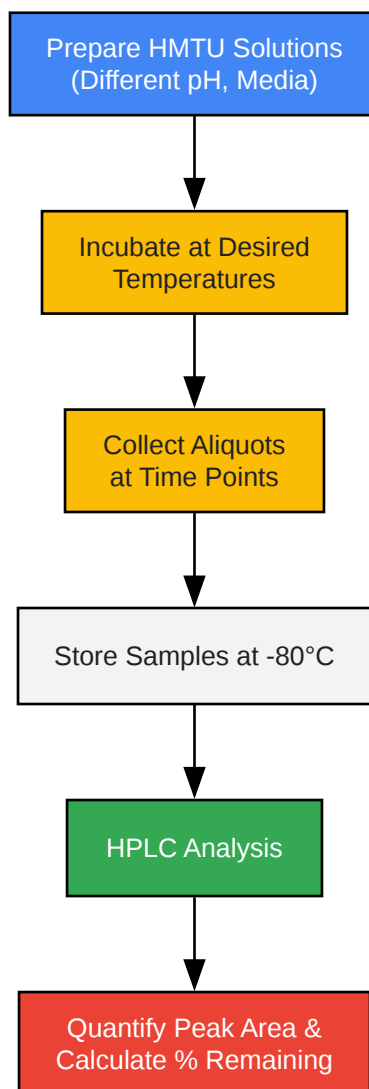 Prepare HMTU Solutions
(Different pH, Media)
Incubate at Desired
Temperatures
Collect Aliquots
at Time Points
Store Samples at -80°C
HPLC Analysis
Quantify Peak Area &
Calculate % Remaining